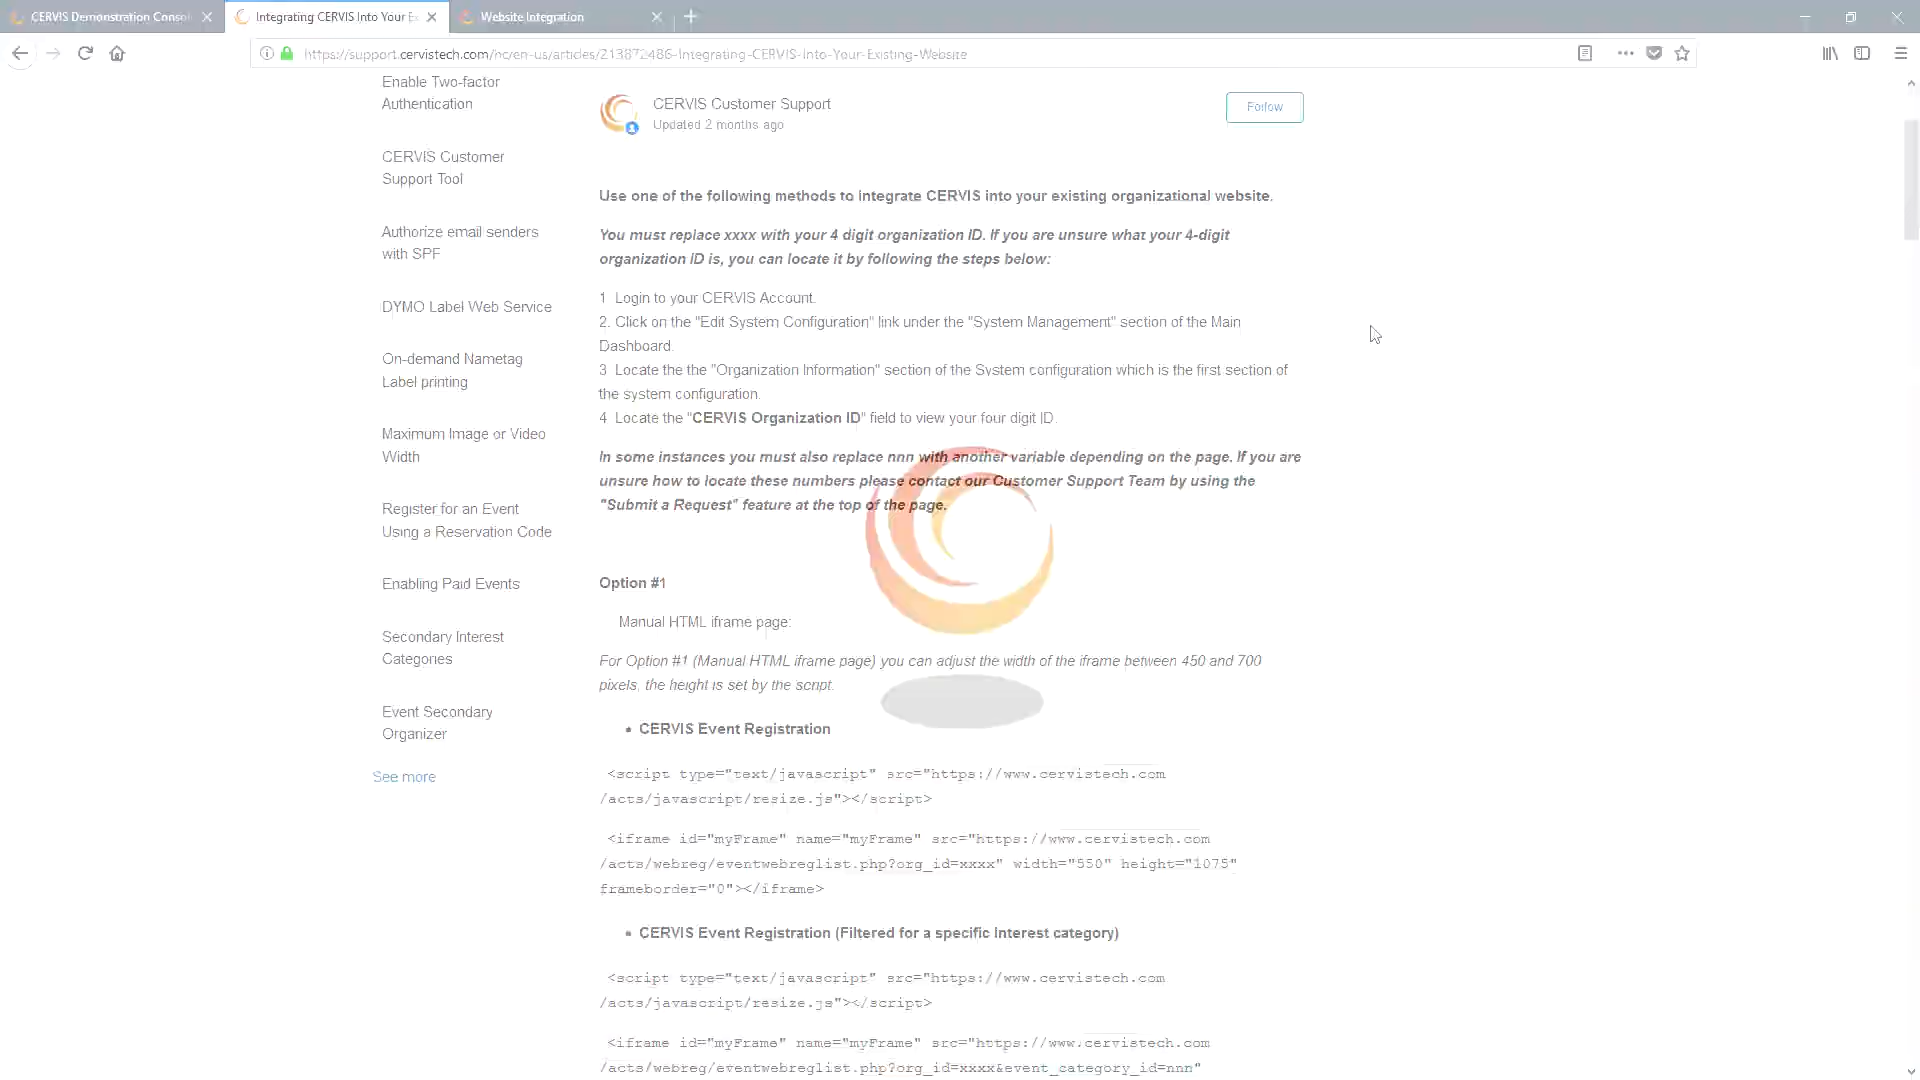 CERVIS Demonstration Consol
Integrating CERVIS Into Your Ex
Website Integration
https://support.cervistech.com/hc/en-us/articles/213872486-Integrating-CERVIS-Into-Your-Existing-Website
Enable Two-factor
Authentication
CERVIS Customer
Support Tool
Authorize email senders
with SPF
DYMO Label Web Service
On-demand Nametag
Label printing
Maximum Image or Video
Width
Register for an Event
Using a Reservation Code
Enabling Paid Events
Secondary Interest
Categories
Event Secondary
Organizer
See more
CERVIS Customer Support
Updated 2 months ago
Follow
Use one of the following methods to integrate CERVIS into your existing organizational website.
You must replace xxxx with your 4 digit organization ID. If you are unsure what your 4-digit
organization ID is, you can locate it by following the steps below:
1 Login to your CERVIS Account.
2. Click on the "Edit System Configuration" link under the "System Management" section of the Main
Dashboard.
3 Locate the the "Organization Information" section of the System configuration which is the first section of
the system configuration.
4 Locate the "CERVIS Organization ID" field to view your four digit ID.
In some instances you must also replace nnn with another variable depending on the page. If you are
unsure how to locate these numbers please contact our Customer Support Team by using the
"Submit a Request" feature at the top of the page.
Option #1
Manual HTML iframe page:
For Option #1 (Manual HTML iframe page) you can adjust the width of the iframe between 450 and 700
pixels, the height is set by the script.
• CERVIS Event Registration
<script type="text/javascript" src="https://www.cervistech.com
/acts/javascript/resize.js"></script>
<iframe id="myFrame" name="myFrame" src="https://www.cervistech.com
/acts/webreg/eventwebreglist.php?org_id=xxxx" width="550" height="1075"
frameborder="0"></iframe>
• CERVIS Event Registration (Filtered for a specific Interest category)
<script type="text/javascript" src="https://www.cervistech.com
/acts/javascript/resize.js"></script>
<iframe id="myFrame" name="myFrame" src="https://www.cervistech.com
/acts/webreg/eventwebreglist.php?org_id=xxxx&event_category_id=nnn"